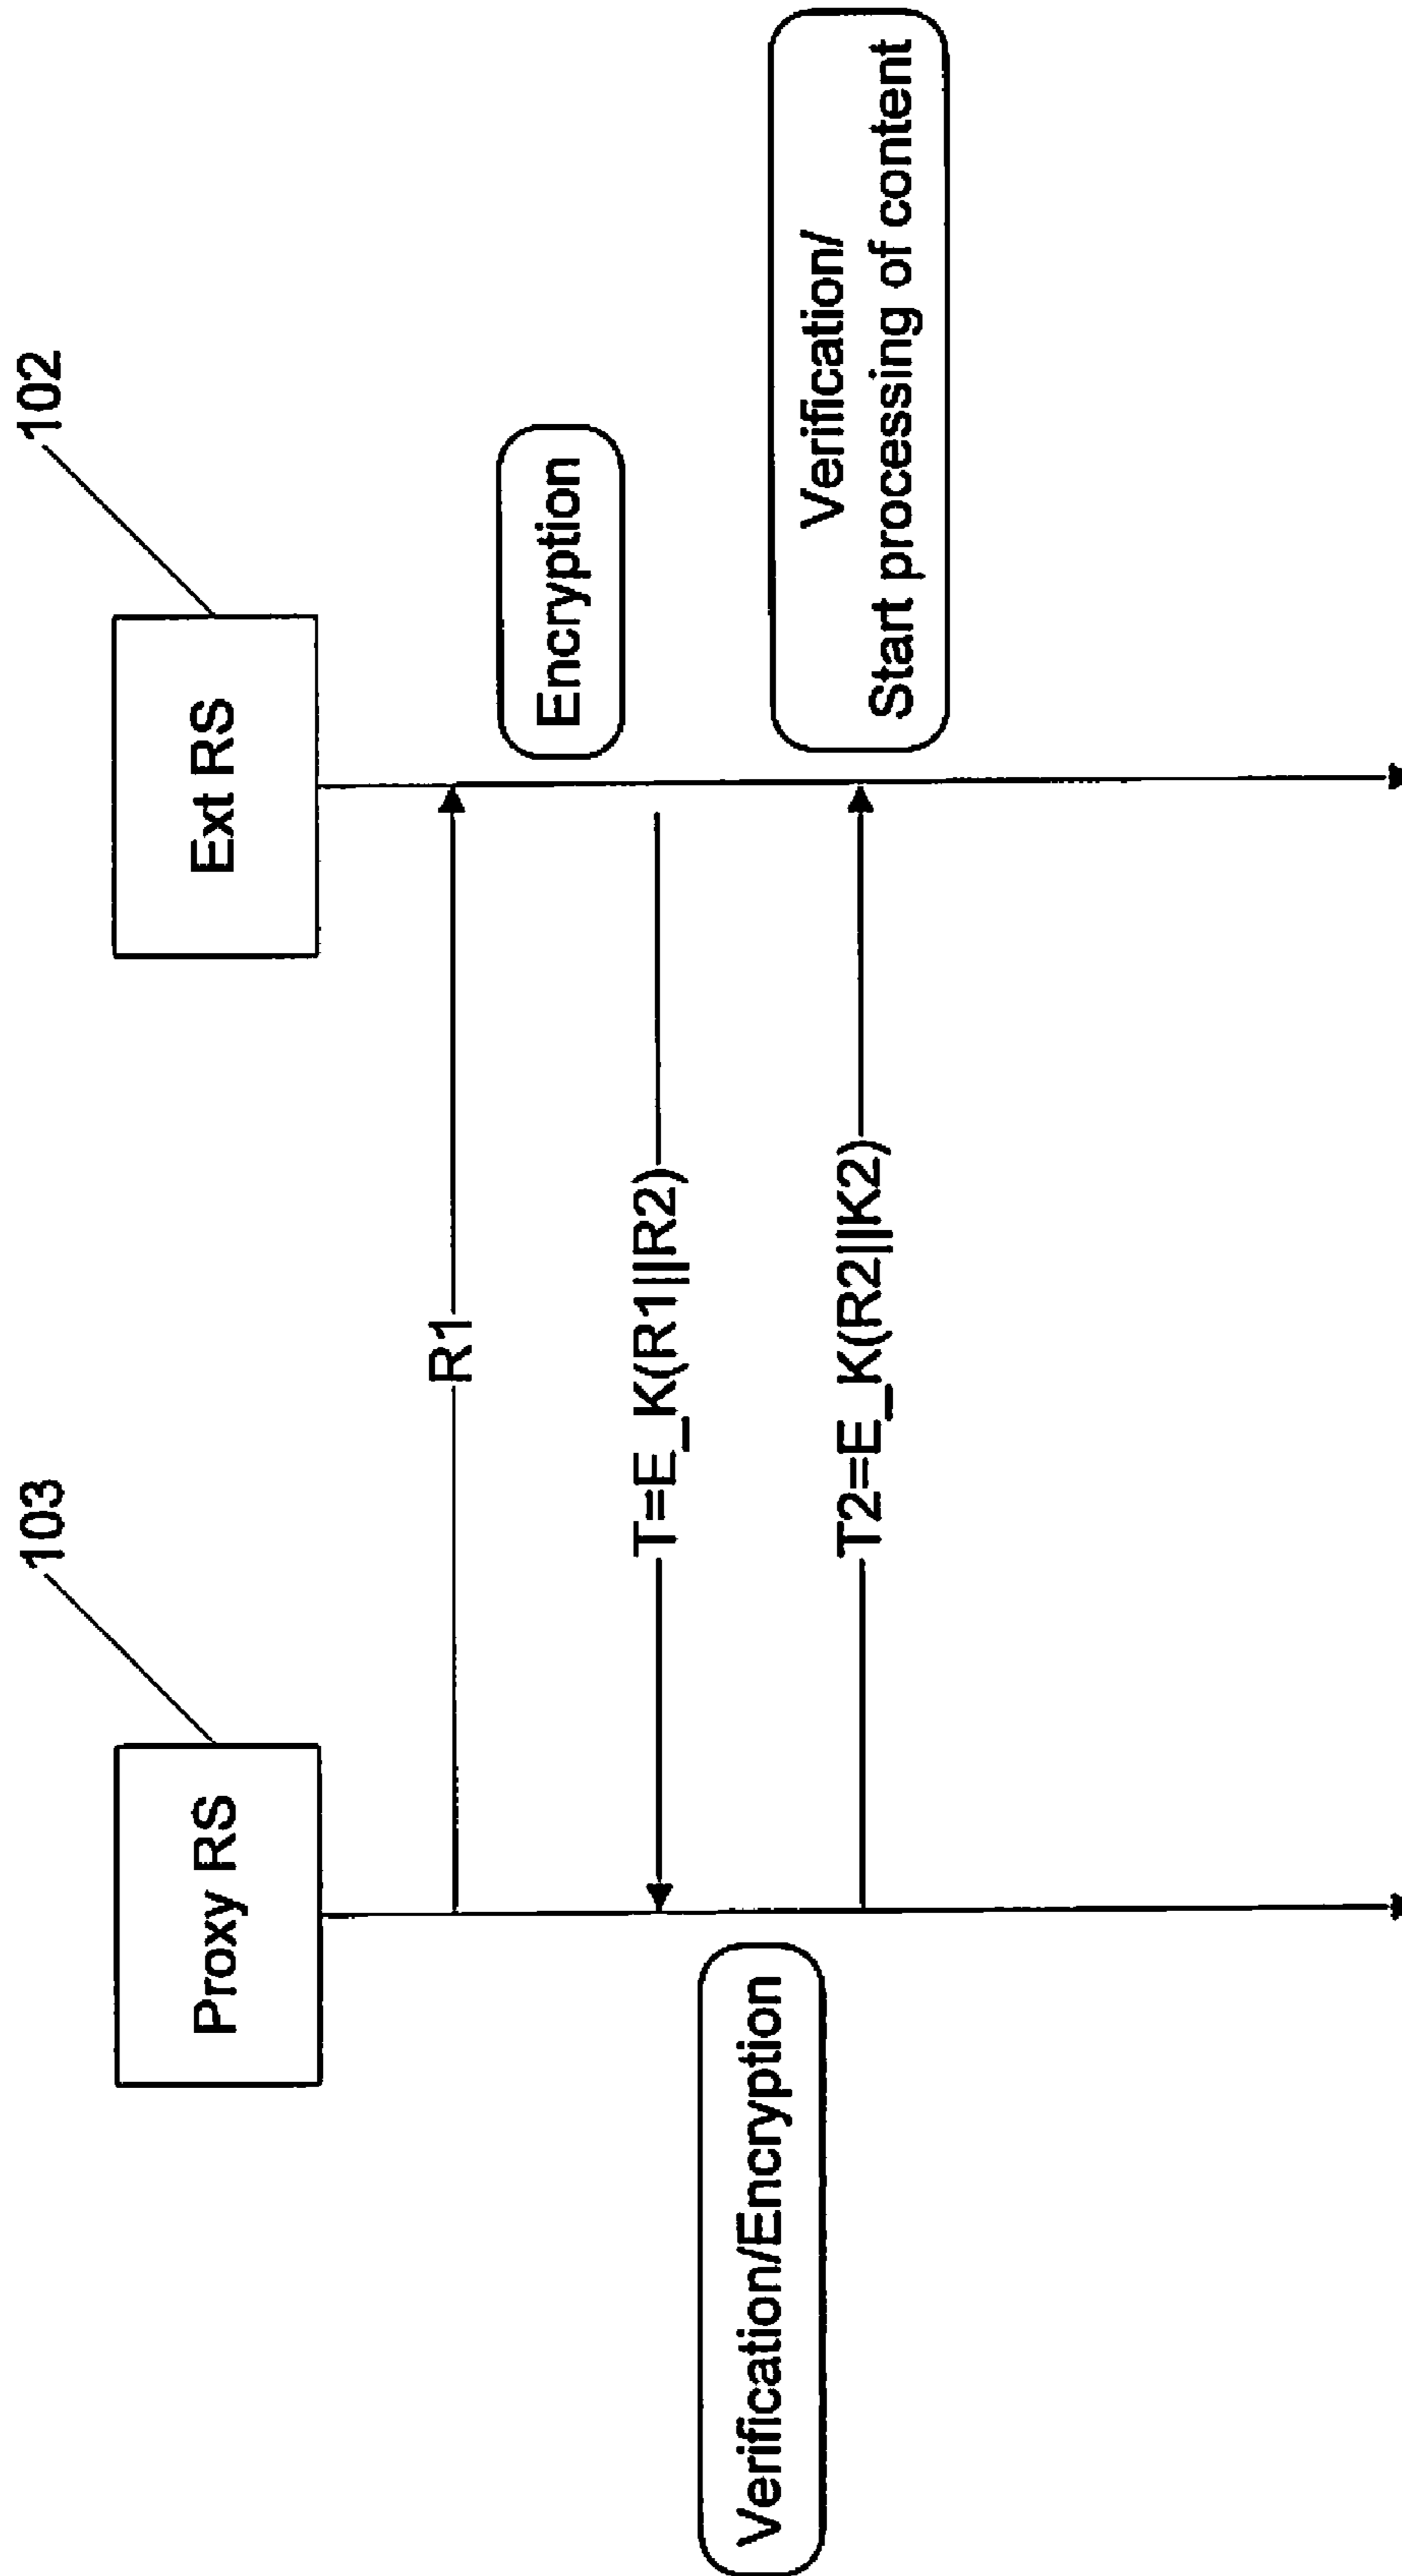 103
102
Proxy RS
Ext RS
R1
Encryption
T=E_K(R1||R2)
Verification/Encryption
T2=E_K(R2||K2)
Verification/
Start processing of content